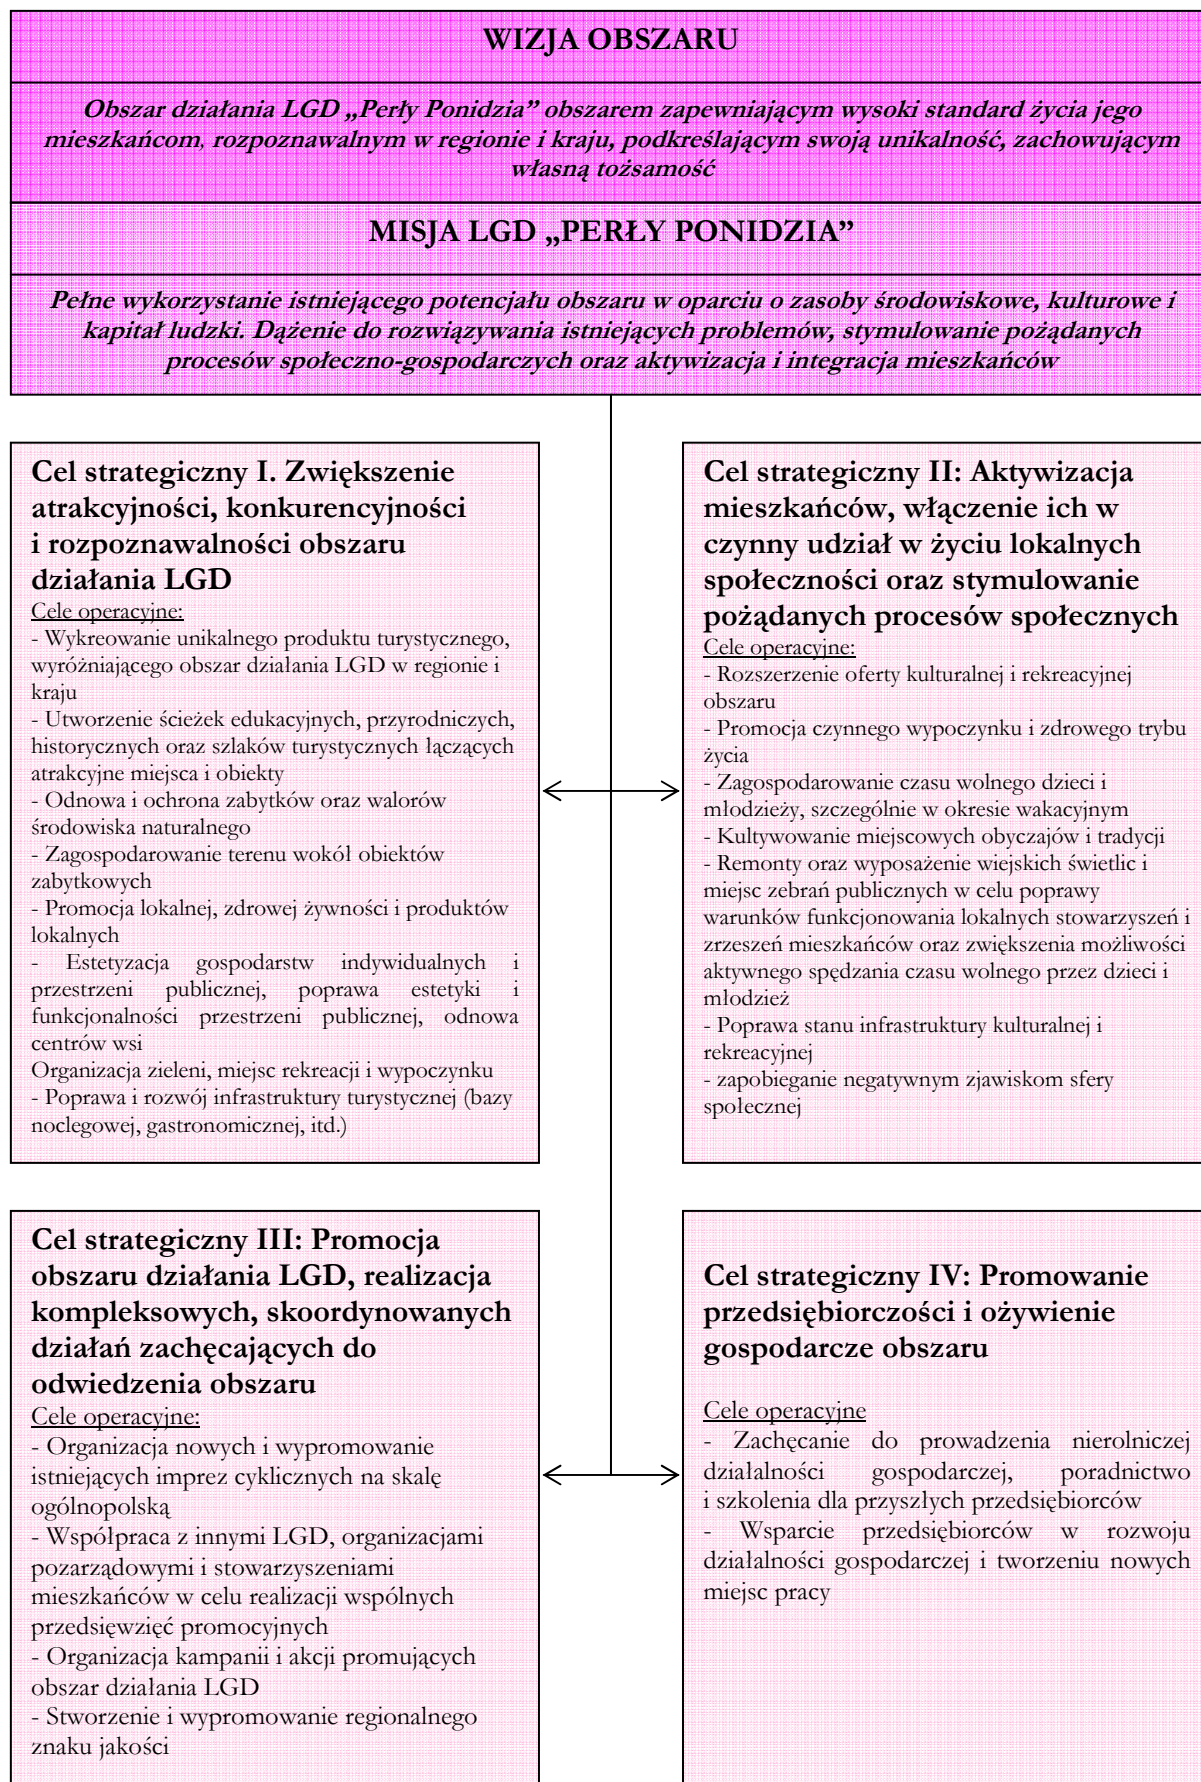 WIZJA OBSZARU
Obszar działania LGD „Perły Ponidzia” obszarem zapewniającym wysoki standard życia jego
mieszkańcom, rozpoznawalnym w regionie i kraju, podkreślającym swoją unikalność, zachowującym
własną tożsamość
MISJA LGD „PERŁY PONIDZIA”
Pełne wykorzystanie istniejącego potencjału obszaru w oparciu o zasoby środowiskowe, kulturowe i
kapitał ludzki. Dążenie do rozwiązywania istniejących problemów, stymulowanie pożądanych
procesów społeczno-gospodarczych oraz aktywizacja i integracja mieszkańców
Cel strategiczny I. Zwiększenie
atrakcyjności, konkurencyjności
i rozpoznawalności obszaru
działania LGD
Cele operacyjne:
- Wykreowanie unikalnego produktu turystycznego,
wyróżniającego obszar działania LGD w regionie i
kraju
- Utworzenie ścieżek edukacyjnych, przyrodniczych,
historycznych oraz szlaków turystycznych łączących
atrakcyjne miejsca i obiekty
- Odnowa i ochrona zabytków oraz walorów
środowiska naturalnego
- Zagospodarowanie terenu wokół obiektów
zabytkowych
- Promocja lokalnej, zdrowej żywności i produktów
lokalnych
- Estetyzacja gospodarstw indywidualnych i
przestrzeni publicznej, poprawa estetyki i
funkcjonalności przestrzeni publicznej, odnowa
centrów wsi
Organizacja zieleni, miejsc rekreacji i wypoczynku
- Poprawa i rozwój infrastruktury turystycznej (bazy
noclegowej, gastronomicznej, itd.)
Cel strategiczny II: Aktywizacja
mieszkańców, włączenie ich w
czynny udział w życiu lokalnych
społeczności oraz stymulowanie
pożądanych procesów społecznych
Cele operacyjne:
- Rozszerzenie oferty kulturalnej i rekreacyjnej
obszaru
- Promocja czynnego wypoczynku i zdrowego trybu
życia
- Zagospodarowanie czasu wolnego dzieci i
młodzieży, szczególnie w okresie wakacyjnym
- Kultywowanie miejscowych obyczajów i tradycji
- Remonty oraz wyposażenie wiejskich świetlic i
miejsc zebrań publicznych w celu poprawy
warunków funkcjonowania lokalnych stowarzyszeń i
zrzeszeń mieszkańców oraz zwiększenia możliwości
aktywnego spędzania czasu wolnego przez dzieci i
młodzież
- Poprawa stanu infrastruktury kulturalnej i
rekreacyjnej
- zapobieganie negatywnym zjawiskom sfery
społecznej
Cel strategiczny III: Promocja
obszaru działania LGD, realizacja
kompleksowych, skoordynowanych
działań zachęcających do
odwiedzenia obszaru
Cele operacyjne:
- Organizacja nowych i wypromowanie
istniejących imprez cyklicznych na skalę
ogólnopolską
- Współpraca z innymi LGD, organizacjami
pozarządowymi i stowarzyszeniami
mieszkańców w celu realizacji wspólnych
przedsięwzięć promocyjnych
- Organizacja kampanii i akcji promujących
obszar działania LGD
- Stworzenie i wypromowanie regionalnego
znaku jakości
Cel strategiczny IV: Promowanie
przedsiębiorczości i ożywienie
gospodarcze obszaru
Cele operacyjne
- Zachęcanie do prowadzenia nierolniczej
działalności gospodarczej, poradnictwo
i szkolenia dla przyszłych przedsiębiorców
- Wsparcie przedsiębiorców w rozwoju
działalności gospodarczej i tworzeniu nowych
miejsc pracy